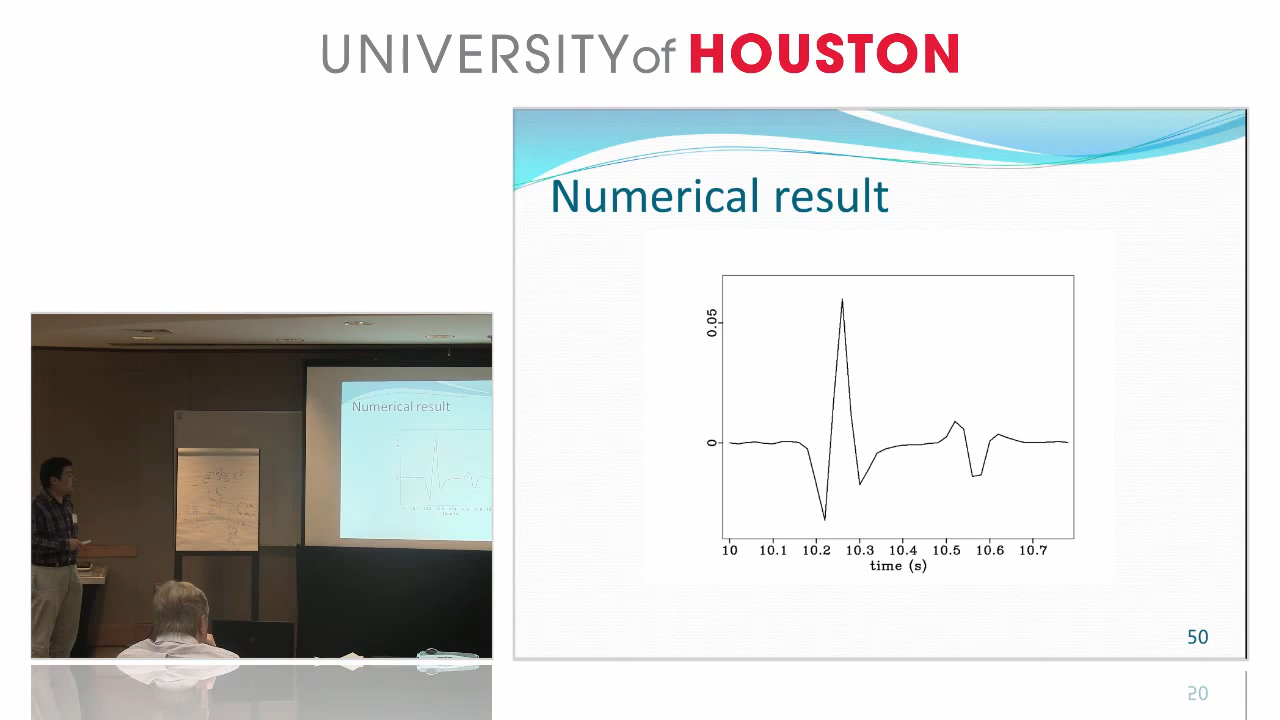 UNIVERSITY of HOUSTON
Numerical result
0.05
0
10 10.1 10.2 10.3 10.4 10.5 10.6 10.7
time (s)
50
Numerical result